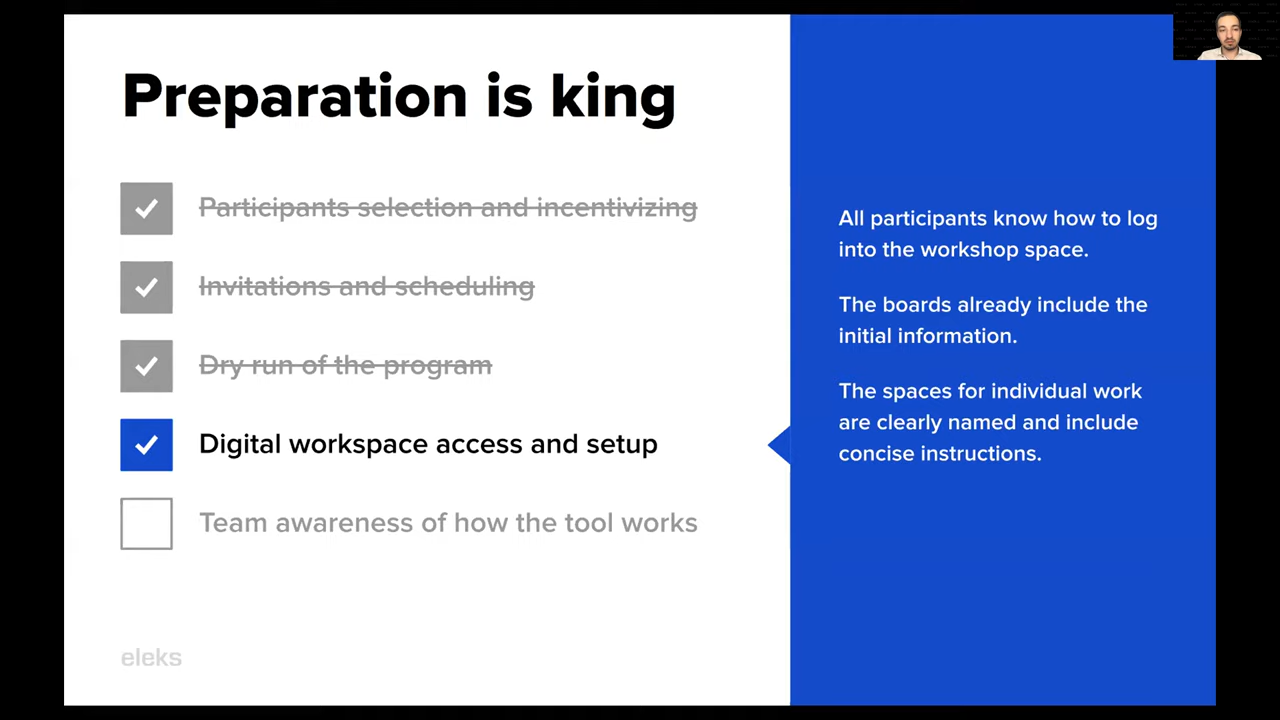 Preparation is king
Participants selection and incentivizing
Invitations and scheduling
Dry run of the program
Digital workspace access and setup
Team awareness of how the tool works
All participants know how to log
into the workshop space.
The boards already include the
initial information.
The spaces for individual work
are clearly named and include
concise instructions.
eleks